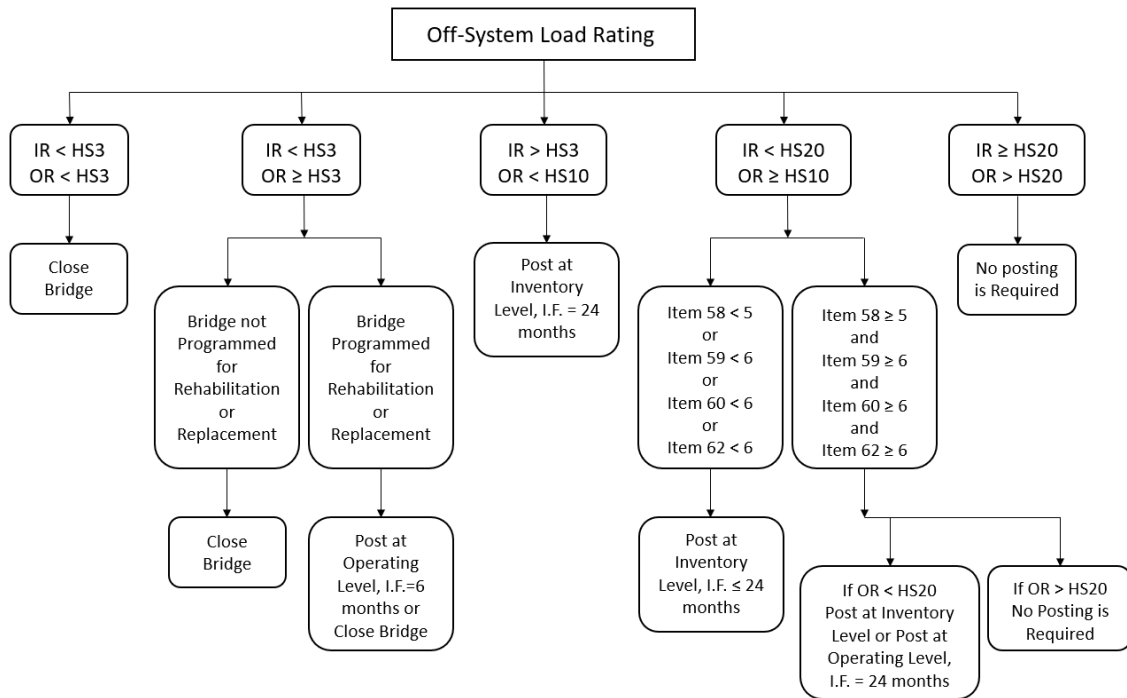 Off-System Load Rating
IR < HS3
OR < HS3
IR < HS3
OR ≥ HS3
IR > HS3
OR < HS10
IR < HS20
OR ≥ HS10
IR ≥ HS20
OR > HS20
Close
Bridge
Bridge not
Programmed
for
Rehabilitation
or
Replacement
Bridge
Programmed
for
Rehabilitation
or
Replacement
Post at
Inventory
Level, I.F. = 24
months
Item 58 < 5
or
Item 59 < 6
or
Item 60 < 6
or
Item 62 < 6
Item 58 ≥ 5
and
Item 59 ≥ 6
and
Item 60 ≥ 6
and
Item 62 ≥ 6
No posting
is Required
Close
Bridge
Post at
Operating
Level, I.F.=6
months or
Close Bridge
Post at
Inventory
Level, I.F. ≤ 24
months
If OR < HS20
Post at Inventory
Level or Post at
Operating Level,
I.F. = 24 months
If OR > HS20
No Posting is
Required